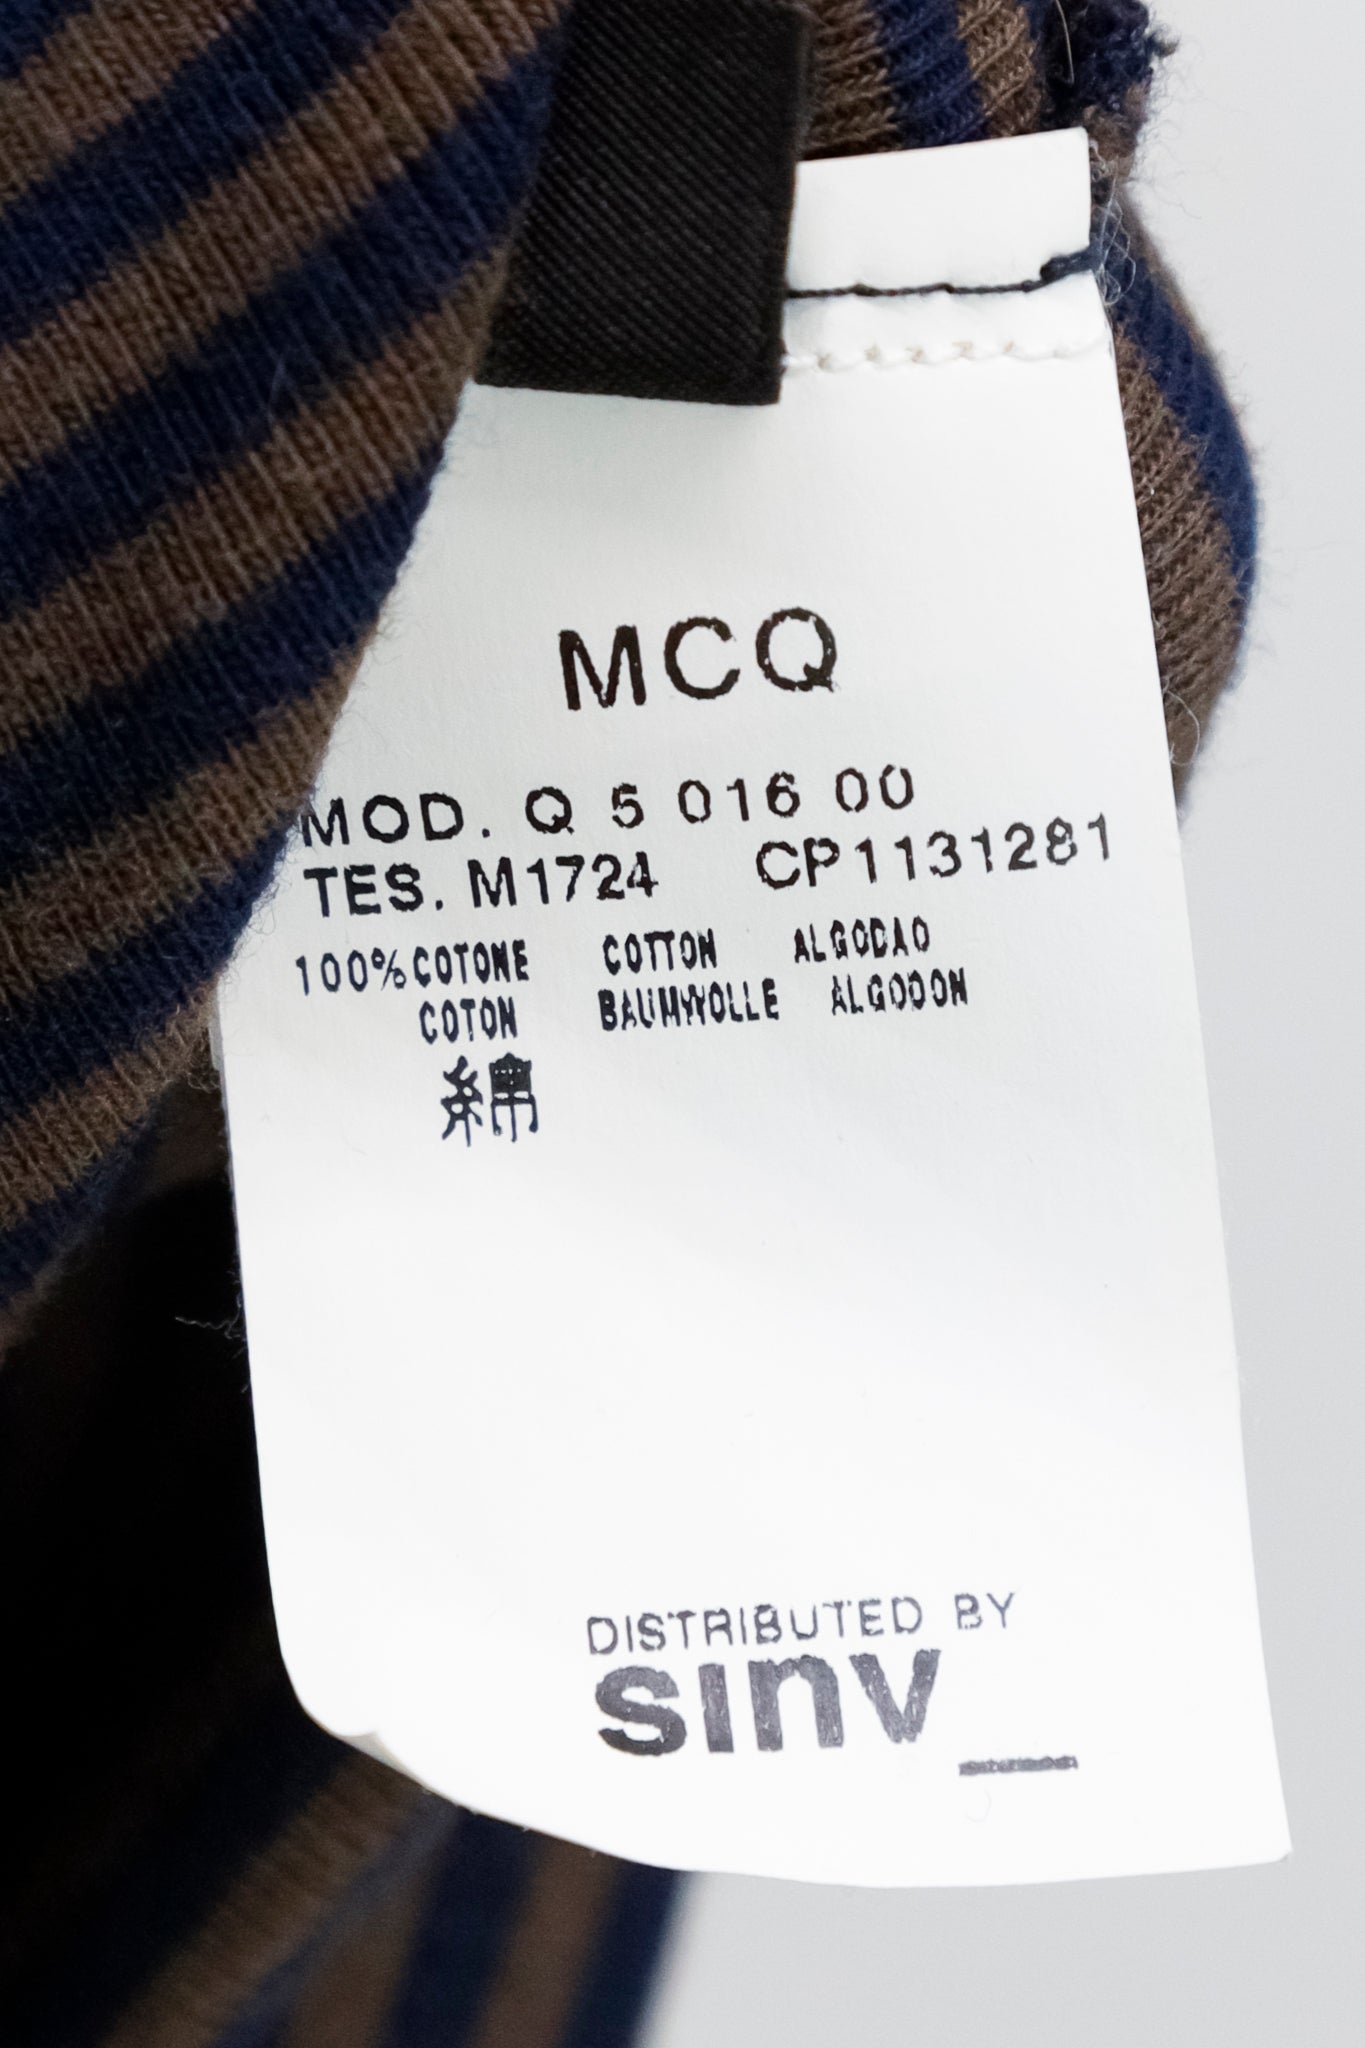 MCQ
MOD. Q 5 016 00
TES. M1724 CP1131281
100% COTONE COTTON ALGODAO
COTON BAUMWOLLE ALGODON
綿
DISTRIBUTED BY
sinv_